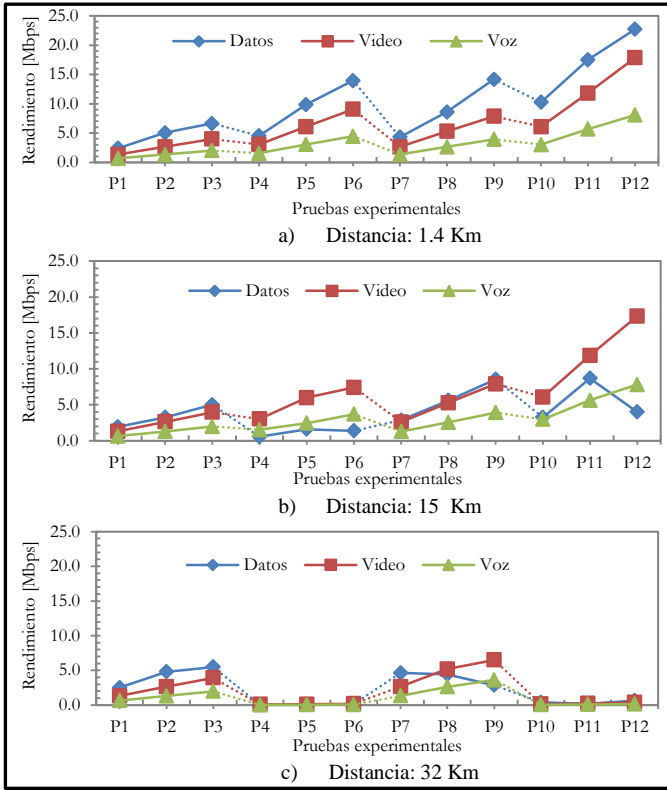 Rendimiento [Mbps]
25.0
20.0
15.0
10.0
5.0
0.0
Datos Video Voz
P1 P2 P3 P4 P5 P6 P7 P8 P9 P10 P11 P12
Pruebas experimentales
a) Distancia: 1.4 Km
Rendimiento [Mbps]
25.0
20.0
15.0
10.0
5.0
0.0
Datos Video Voz
P1 P2 P3 P4 P5 P6 P7 P8 P9 P10 P11 P12
Pruebas experimentales
b) Distancia: 15 Km
Rendimiento [Mbps]
25.0
20.0
15.0
10.0
5.0
0.0
Datos Video Voz
P1 P2 P3 P4 P5 P6 P7 P8 P9 P10 P11 P12
Pruebas experimentales
c) Distancia: 32 Km